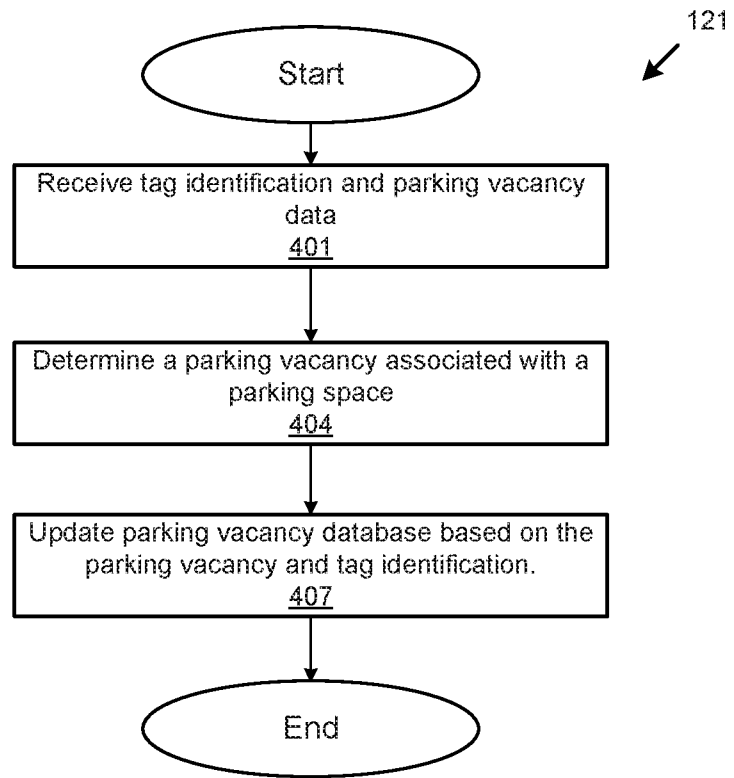 121
Start
Receive tag identification and parking vacancy
data
401
Determine a parking vacancy associated with a
parking space
404
Update parking vacancy database based on the
parking vacancy and tag identification.
407
End